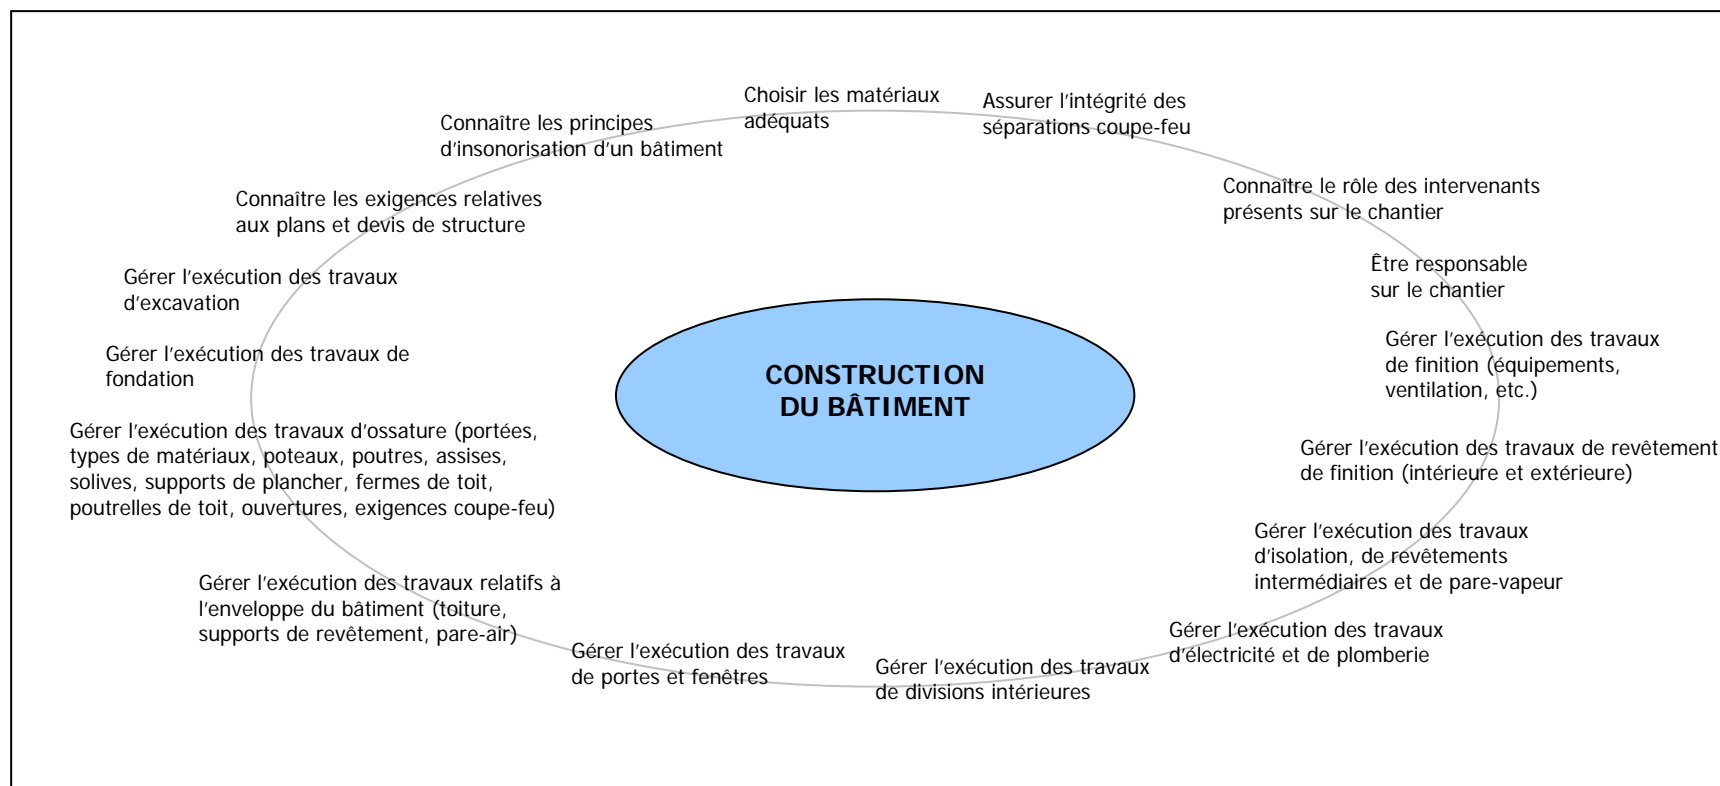 Choisir les matériaux
adéquats
Assurer l'intégrité des
séparations coupe-feu
Connaître les principes
d'insonorisation d'un bâtiment
Connaître le rôle des intervenants
présents sur le chantier
Connaître les exigences relatives
aux plans et devis de structure
Être responsable
sur le chantier
Gérer l'exécution des travaux
d'excavation
Gérer l'exécution des travaux
de finition (équipements,
ventilation, etc.)
Gérer l'exécution des travaux de
fondation
CONSTRUCTION
DU BÂTIMENT
Gérer l'exécution des travaux d'ossature (portées,
types de matériaux, poteaux, poutres, assises,
solives, supports de plancher, fermes de toit,
poutrelles de toit, ouvertures, exigences coupe-feu)
Gérer l'exécution des travaux de revêtement
de finition (intérieure et extérieure)
Gérer l'exécution des travaux
d'isolation, de revêtements
intermédiaires et de pare-vapeur
Gérer l'exécution des travaux relatifs à
l'enveloppe du bâtiment (toiture,
supports de revêtement, pare-air)
Gérer l'exécution des travaux
d'électricité et de plomberie
Gérer l'exécution des travaux
de portes et fenêtres
Gérer l'exécution des travaux
de divisions intérieures